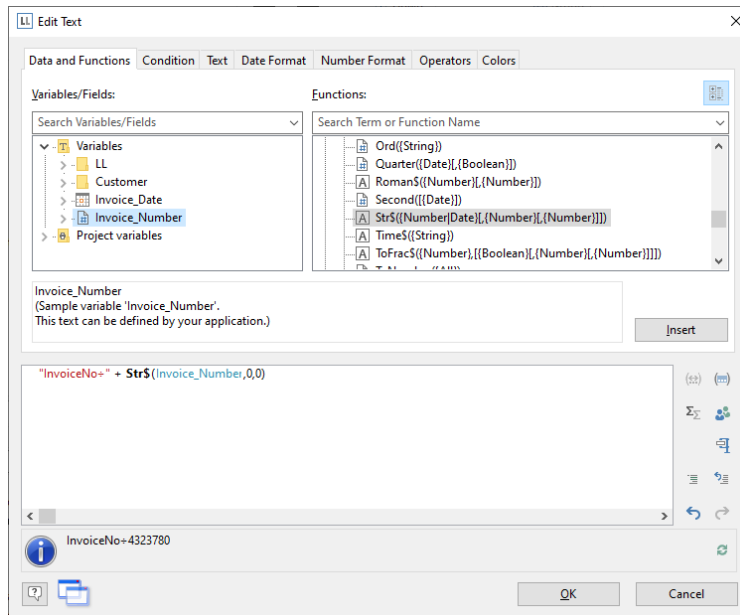 LL Edit Text
Data and Functions Condition Text Date Format Number Format Operators Colors
Variables/Fields:
Search Variables/Fields
Variables
LL
Customer
Invoice_Date
Invoice_Number
Project variables
Functions:
Search Term or Function Name
Ord({String})
Quarter({Date}[,{Boolean}])
Roman$({Number}[,{Number}])
Second([{Date}])
Str$({Number|Date}[,{Number}[,{Number}]])
Time$({String})
ToFrac$({Number},[{Boolean}[,{Number}[,{Number}]]])
Invoice_Number
(Sample variable 'Invoice_Number'.
This text can be defined by your application.)
Insert
"InvoiceNo÷" + Str$(Invoice_Number,0,0)
InvoiceNo÷4323780
OK Cancel